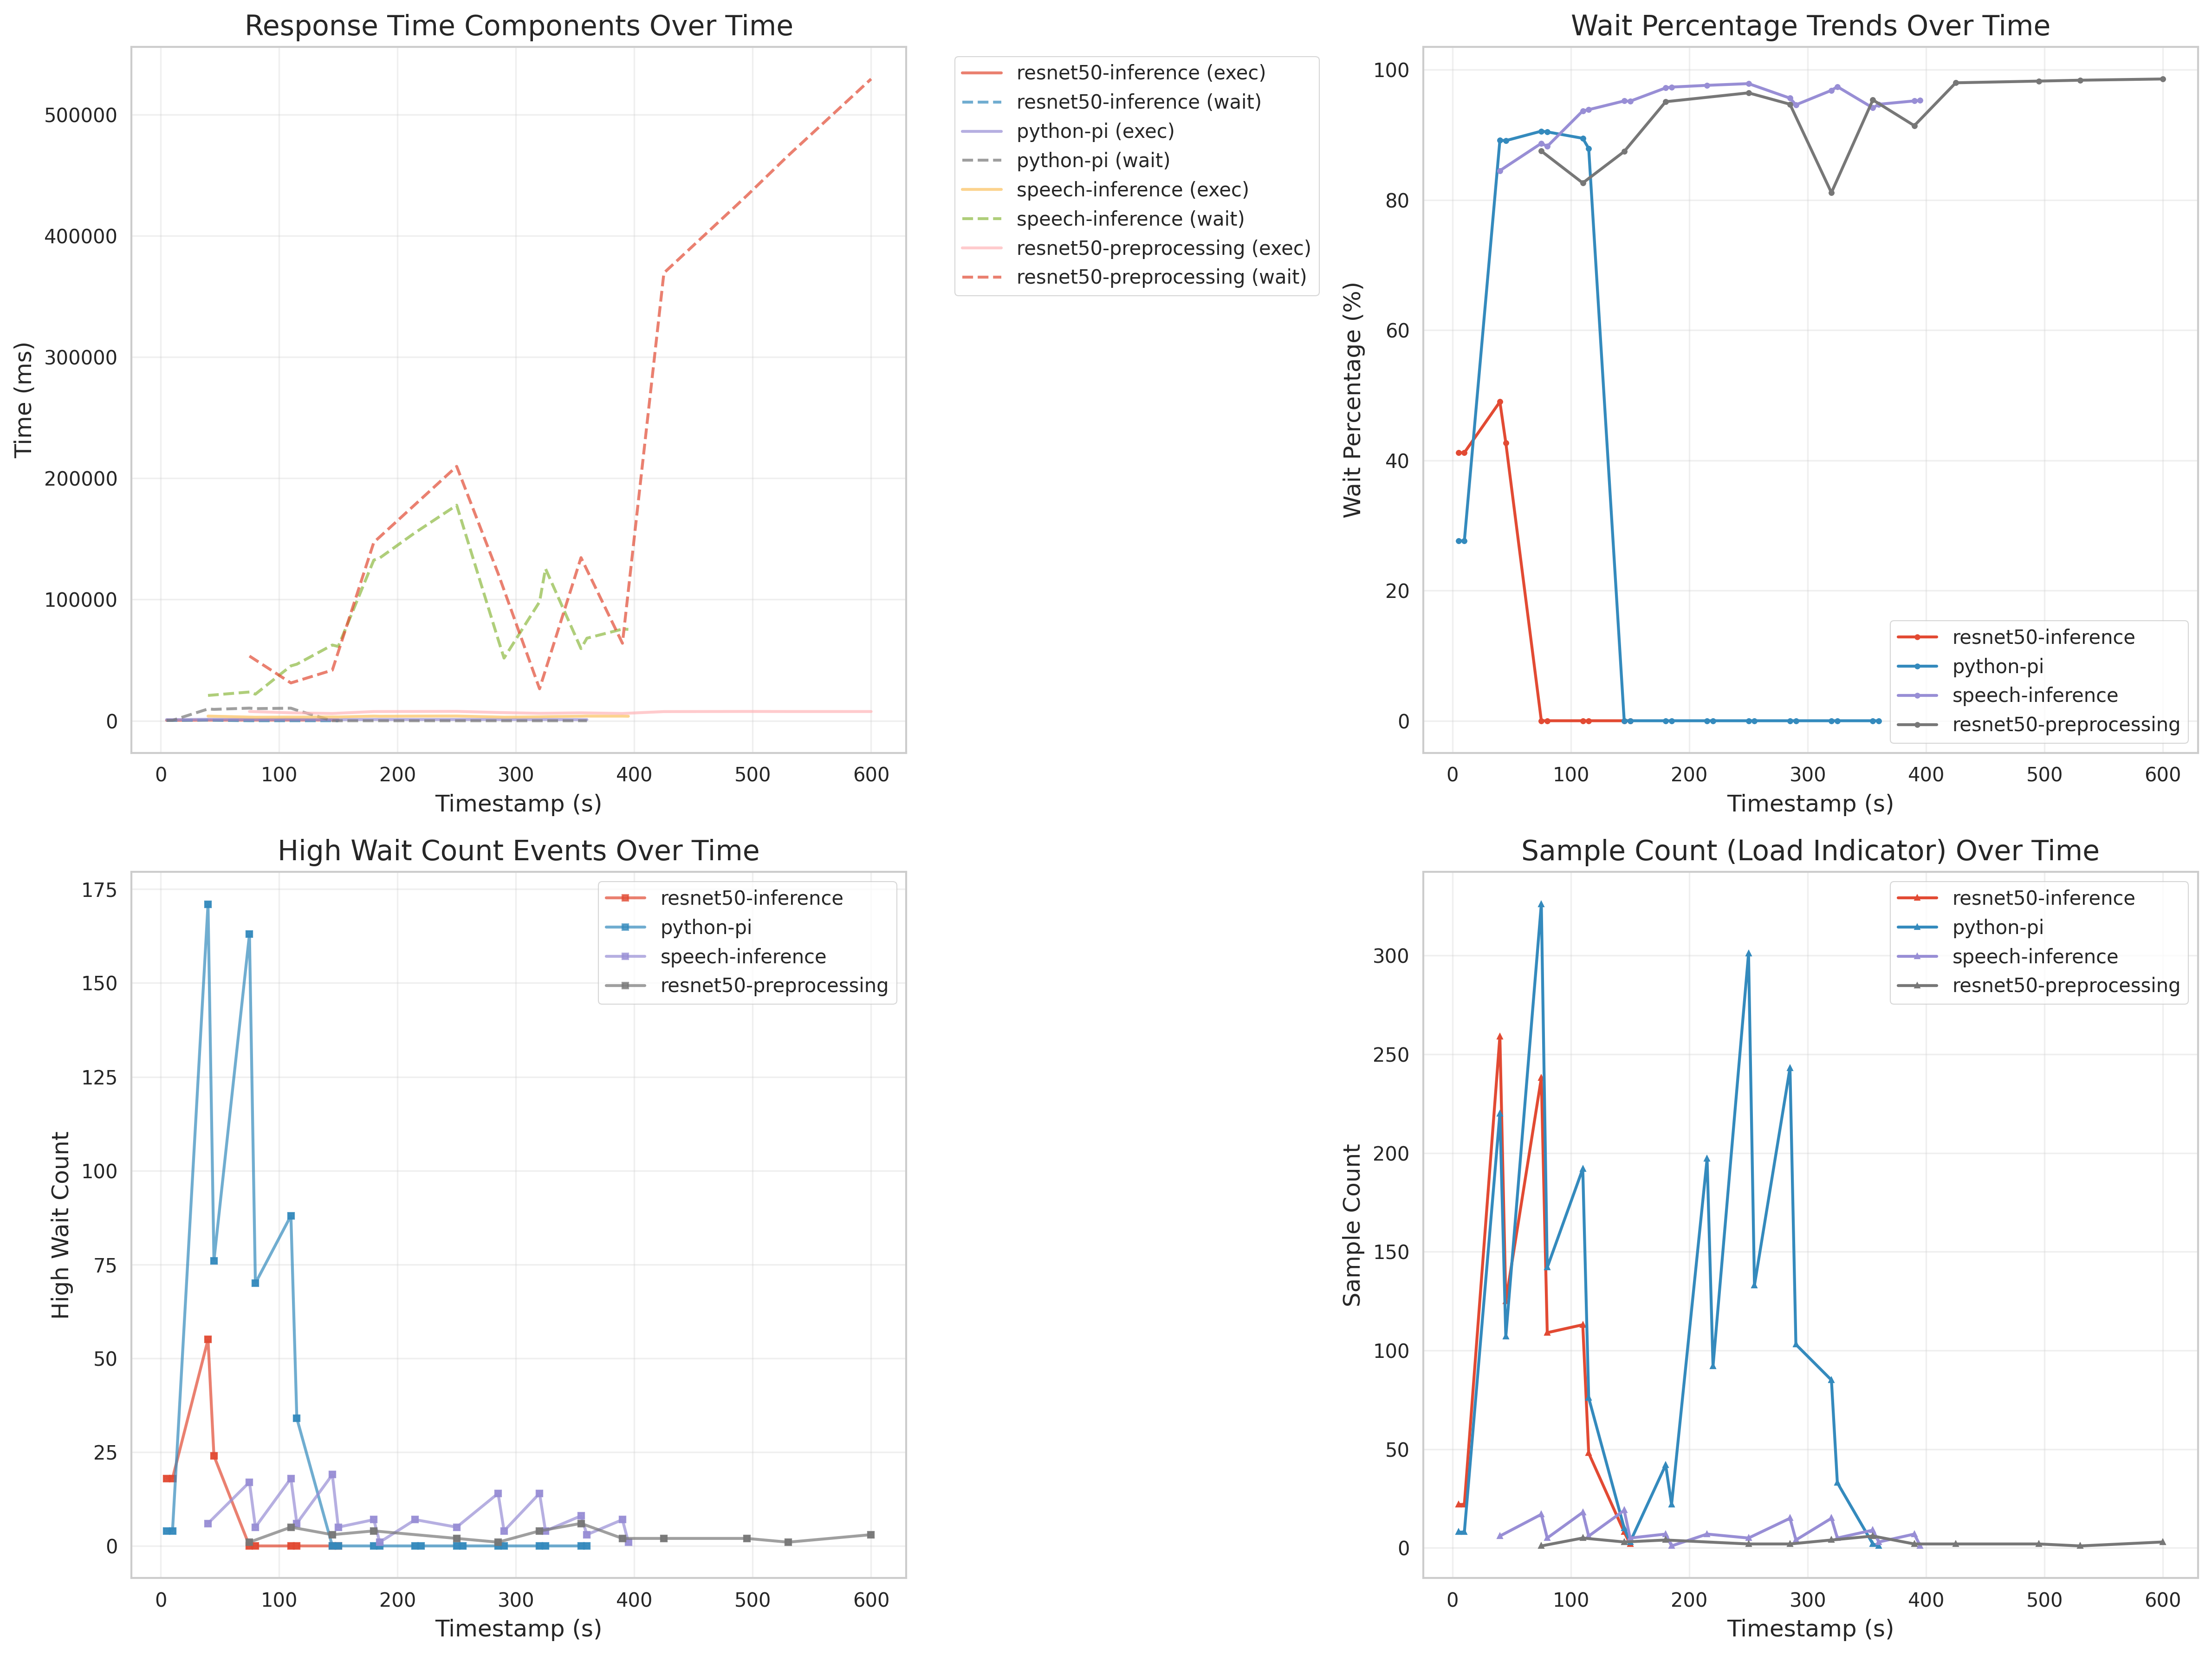 Response Time Components Over Time
Time (ms)
500000
400000
300000
200000
100000
0
0 100 200 300 400 500 600
Timestamp (s)
resnet50-inference (exec)
resnet50-inference (wait)
python-pi (exec)
python-pi (wait)
speech-inference (exec)
speech-inference (wait)
resnet50-preprocessing (exec)
resnet50-preprocessing (wait)
Wait Percentage Trends Over Time
Wait Percentage (%)
100
80
60
40
20
0
resnet50-inference
python-pi
speech-inference
resnet50-preprocessing
0 100 200 300 400 500 600
Timestamp (s)
High Wait Count Events Over Time
High Wait Count
175
150
125
100
75
50
25
0
resnet50-inference
python-pi
speech-inference
resnet50-preprocessing
0 100 200 300 400 500 600
Timestamp (s)
Sample Count (Load Indicator) Over Time
Sample Count
300
250
200
150
100
50
0
resnet50-inference
python-pi
speech-inference
resnet50-preprocessing
0 100 200 300 400 500 600
Timestamp (s)